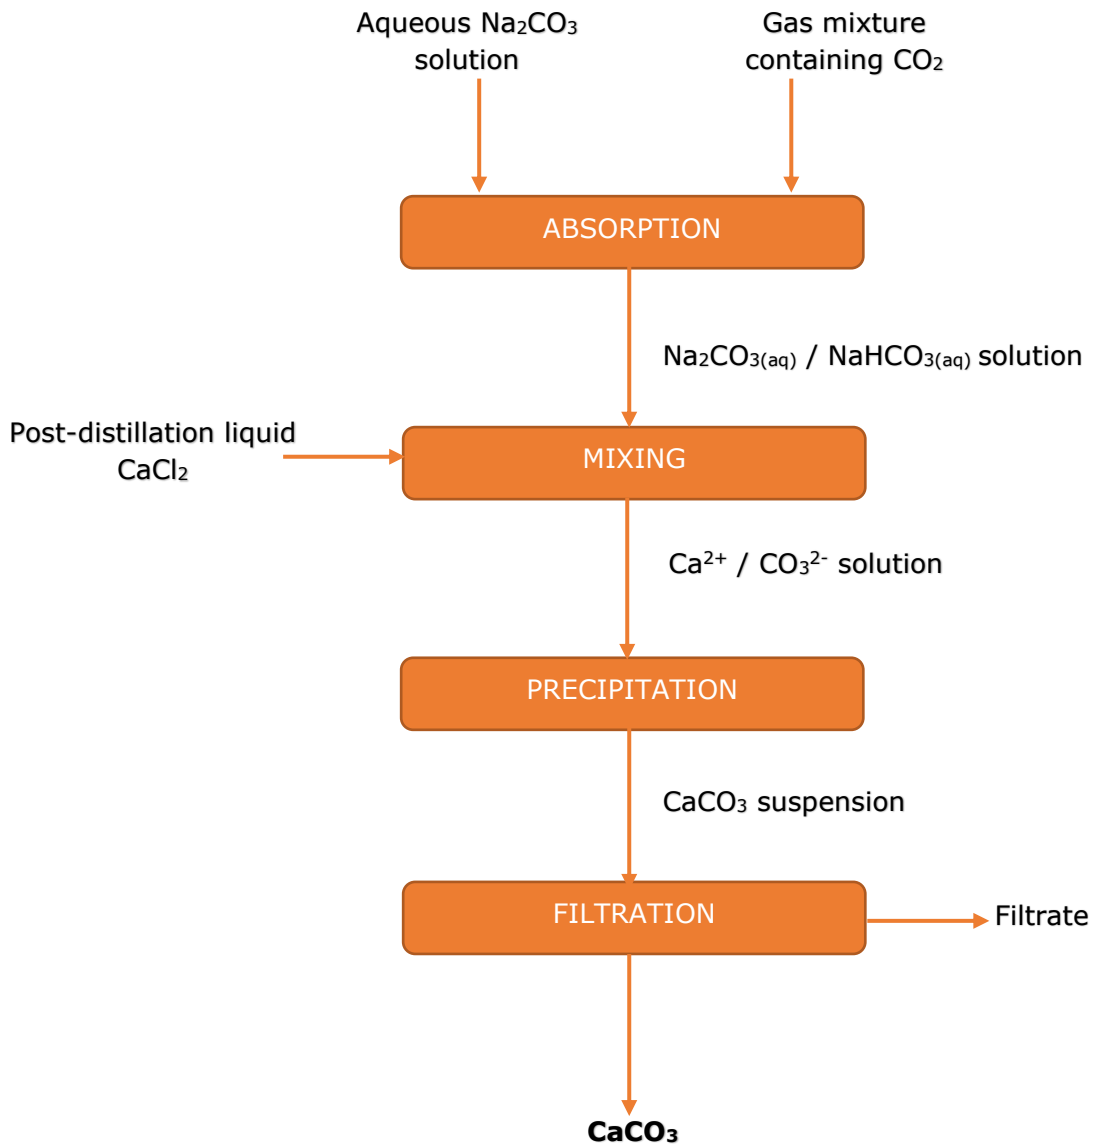 Aqueous Na₂CO₃
solution
Gas mixture
containing CO₂
ABSORPTION
Na₂CO₃₍aq₎ / NaHCO₃₍aq₎ solution
Post-distillation liquid
CaCl₂
MIXING
Ca²⁺ / CO₃²⁻ solution
PRECIPITATION
CaCO₃ suspension
FILTRATION
Filtrate
CaCO₃